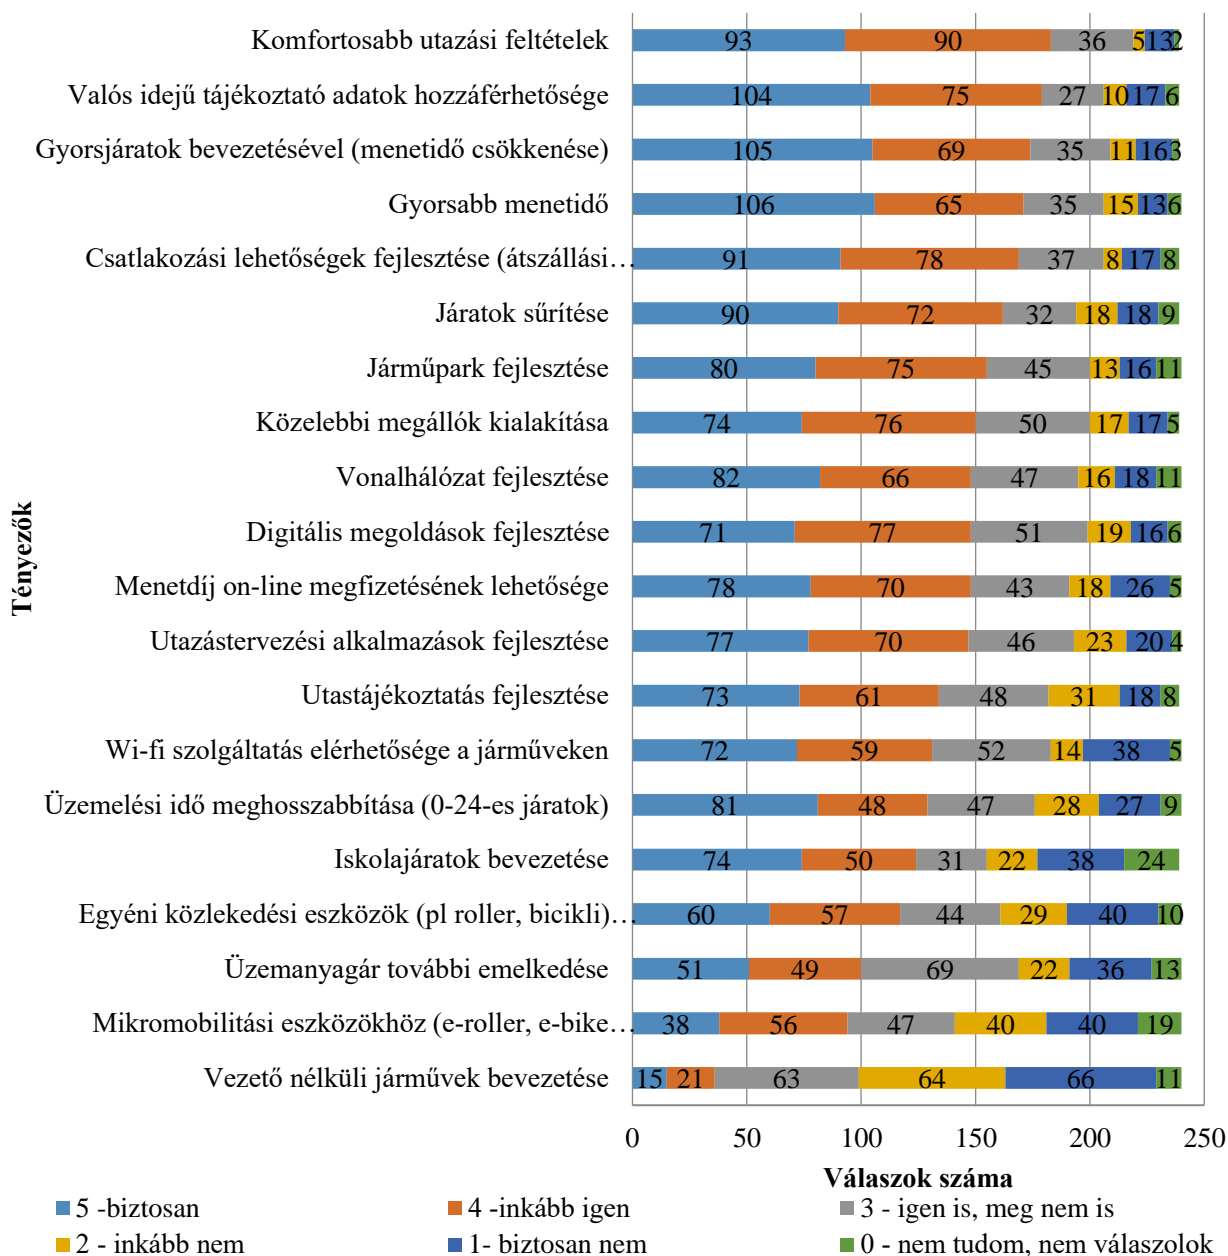 Komfortosabb utazási feltételek 93 90 36 5 13 2
Valós idejű tájékoztató adatok hozzáférhetősége 104 75 27 10 17 6
Gyorsjáratok bevezetésével (menetidő csökkenése) 105 69 35 11 16 3
Gyorsabb menetidő 106 65 35 15 13 6
Csatlakozási lehetőségek fejlesztése (átszállási… 91 78 37 8 17 8
Járatok sűrítése 90 72 32 18 18 9
Járműpark fejlesztése 80 75 45 13 16 11
Közelebbi megállók kialakítása 74 76 50 17 17 5
Vonalhálózat fejlesztése 82 66 47 16 18 11
Digitális megoldások fejlesztése 71 77 51 19 16 6
Menetdíj on-line megfizetésének lehetősége 78 70 43 18 26 5
Utazástervezési alkalmazások fejlesztése 77 70 46 23 20 4
Utastájékoztatás fejlesztése 73 61 48 31 18 8
Wi-fi szolgáltatás elérhetősége a járműveken 72 59 52 14 38 5
Üzemelési idő meghosszabbítása (0-24-es járatok) 81 48 47 28 27 9
Iskolajáratok bevezetése 74 50 31 22 38 24
Egyéni közlekedési eszközök (pl roller, bicikli)… 60 57 44 29 40 10
Üzemanyagár további emelkedése 51 49 69 22 36 13
Mikromobilitási eszközökhöz (e-roller, e-bike… 38 56 47 40 40 19
Vezető nélküli járművek bevezetése 15 21 63 64 66 11
Tényezők
0 50 100 150 200 250
Válaszok száma
5 -biztosan 4 -inkább igen 3 - igen is, meg nem is
2 - inkább nem 1- biztosan nem 0 - nem tudom, nem válaszolok